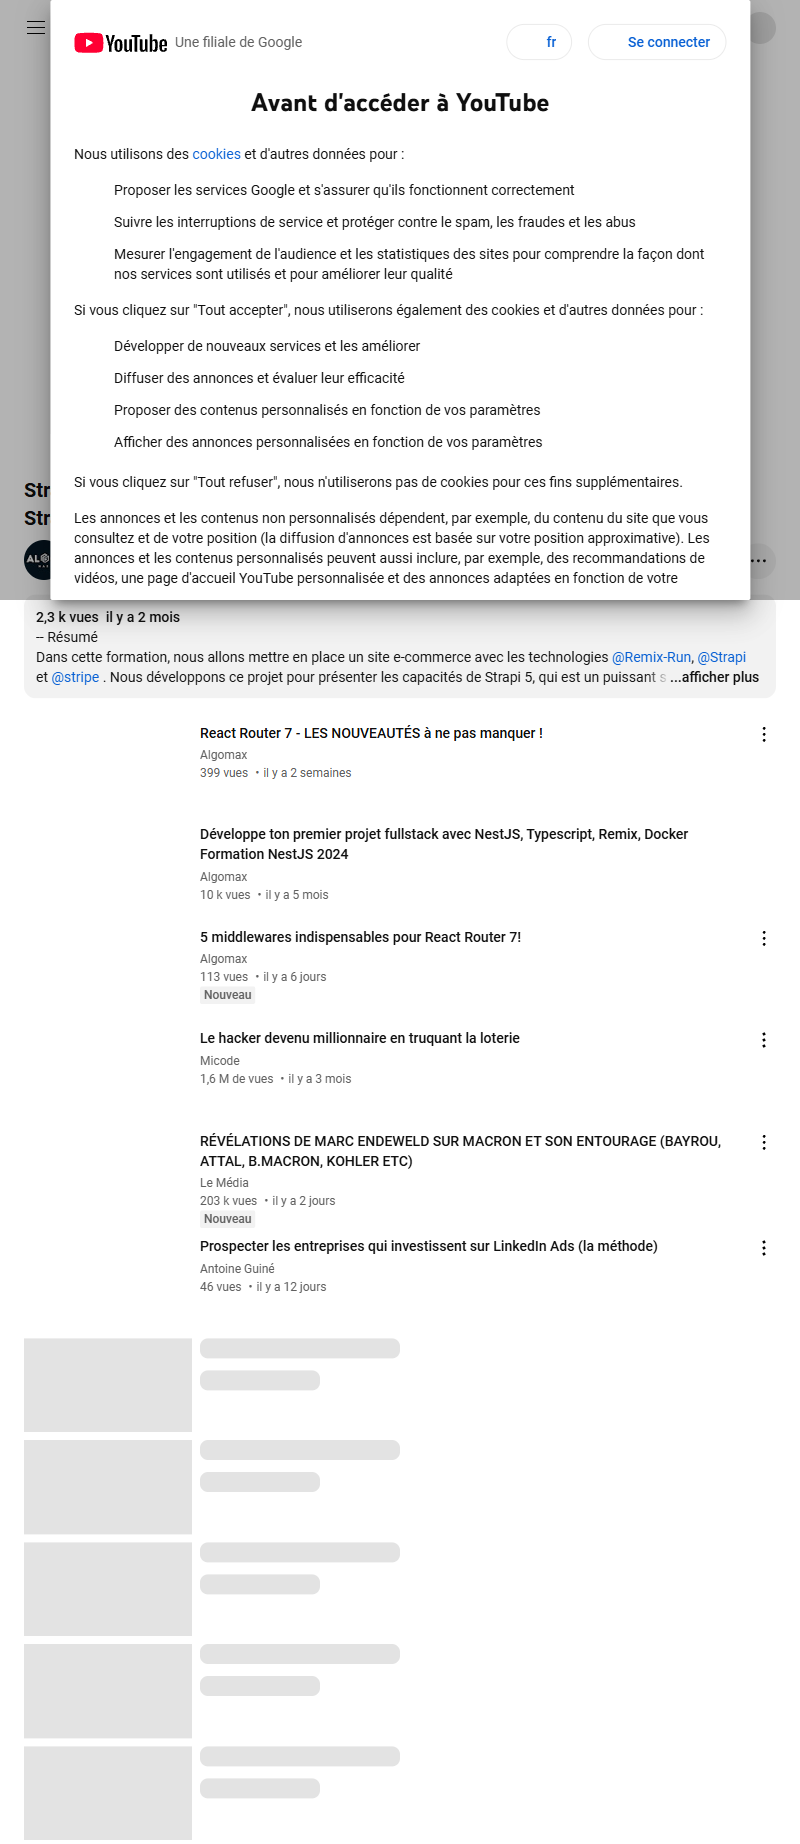 YouTube Une filiale de Google
fr
Se connecter
Avant d'accéder à YouTube
Nous utilisons des cookies et d'autres données pour :
Proposer les services Google et s'assurer qu'ils fonctionnent correctement
Suivre les interruptions de service et protéger contre le spam, les fraudes et les abus
Mesurer l'engagement de l'audience et les statistiques des sites pour comprendre la façon dont
nos services sont utilisés et pour améliorer leur qualité
Si vous cliquez sur "Tout accepter", nous utiliserons également des cookies et d'autres données pour :
Développer de nouveaux services et les améliorer
Diffuser des annonces et évaluer leur efficacité
Proposer des contenus personnalisés en fonction de vos paramètres
Afficher des annonces personnalisées en fonction de vos paramètres
Si vous cliquez sur "Tout refuser", nous n'utiliserons pas de cookies pour ces fins supplémentaires.
Les annonces et les contenus non personnalisés dépendent, par exemple, du contenu du site que vous
consultez et de votre position (la diffusion d'annonces est basée sur votre position approximative). Les
annonces et les contenus personnalisés peuvent aussi inclure, par exemple, des recommandations de
vidéos, une page d'accueil YouTube personnalisée et des annonces adaptées en fonction de votre
Str
Str
2,3 k vues il y a 2 mois
-- Résumé
Dans cette formation, nous allons mettre en place un site e-commerce avec les technologies @Remix-Run, @Strapi
et @stripe . Nous développons ce projet pour présenter les capacités de Strapi 5, qui est un puissant s ...afficher plus
React Router 7 - LES NOUVEAUTÉS à ne pas manquer !
Algomax
399 vues • il y a 2 semaines
Développe ton premier projet fullstack avec NestJS, Typescript, Remix, Docker
Formation NestJS 2024
Algomax
10 k vues • il y a 5 mois
5 middlewares indispensables pour React Router 7!
Algomax
113 vues • il y a 6 jours
Nouveau
Le hacker devenu millionnaire en truquant la loterie
Micode
1,6 M de vues • il y a 3 mois
RÉVÉLATIONS DE MARC ENDEWELD SUR MACRON ET SON ENTOURAGE (BAYROU,
ATTAL, B.MACRON, KOHLER ETC)
Le Média
203 k vues • il y a 2 jours
Nouveau
Prospecter les entreprises qui investissent sur LinkedIn Ads (la méthode)
Antoine Guiné
46 vues • il y a 12 jours